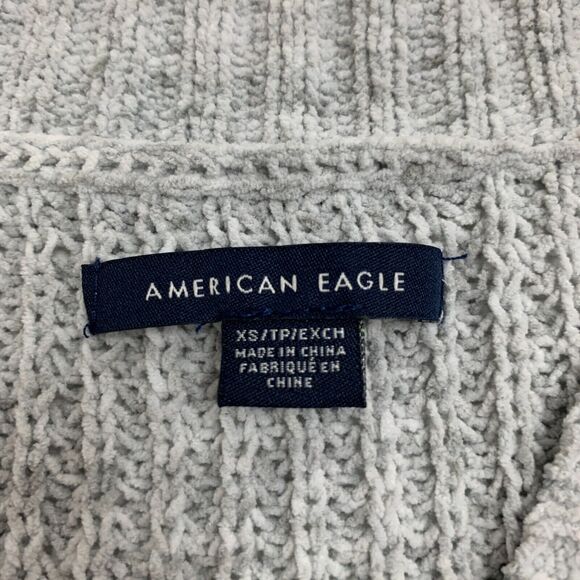 AMERICAN EAGLE
XS/TP/EXCH
MADE IN CHINA
FABRIQUÉ EN
CHINE